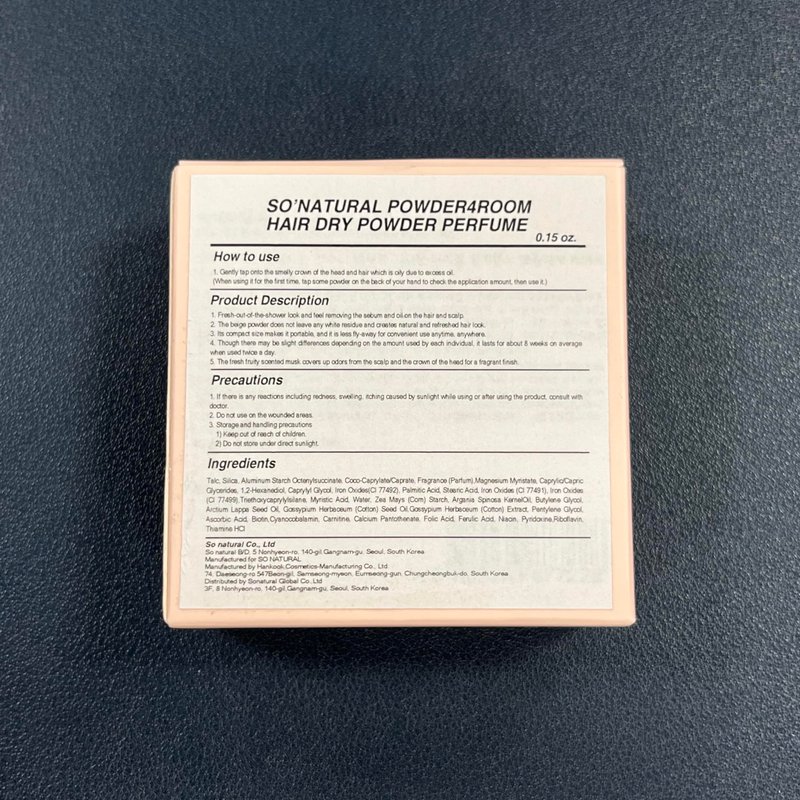 SO'NATURAL POWDER4ROOM
HAIR DRY POWDER PERFUME
0.15 oz.
How to use
1. Gently tap onto the smelly crown of the head and hair which is oily due to excess oil.
(When using it for the first time, tap some powder on the back of your hand to check the application amount, then use it.)
Product Description
1. Fresh-out-of-the-shower look and feel removing the sebum and oil on the hair and scalp.
2. The beige powder does not leave any white residue and creates natural and refreshed hair look.
3. Its compact size makes it portable, and it is less fly-away for convenient use anytime, anywhere.
4. Though there may be slight differences depending on the amount used by each individual, it lasts for about 8 weeks on average
when used twice a day.
5. The fresh fruity scented musk covers up odors from the scalp and the crown of the head for a fragrant finish.
Precautions
1. If there is any reactions including redness, swelling, itching caused by sunlight while using or after using the product, consult with
doctor.
2. Do not use on the wounded areas.
3. Storage and handling precautions
1) Keep out of reach of children.
2) Do not store under direct sunlight.
Ingredients
Talc, Silica, Aluminum Starch Octenylsuccinate, Coco-Caprylate/Caprate, Fragrance (Parfum),Magnesium Myristate, Caprylic/Capric
Glycerides, 1,2-Hexanediol, Caprylyl Glycol, Iron Oxides(CI 77492), Palmitic Acid, Stearic Acid, Iron Oxides (CI 77491), Iron Oxides
(CI 77499),Triethoxycaprylylsilane, Myristic Acid, Water, Zea Mays (Corn) Starch, Argania Spinosa KernelOil, Butylene Glycol,
Arctium Lappa Seed Oil, Gossypium Herbaceum (Cotton) Seed Oil,Gossypium Herbaceum (Cotton) Extract, Pentylene Glycol,
Ascorbic Acid, Biotin,Cyanocobalamin, Carnitine, Calcium Pantothenate, Folic Acid, Ferulic Acid, Niacin, Pyridoxine,Riboflavin,
Thiamine HCl
So natural Co., Ltd
So natural B/D. 5 Nonhyeon-ro, 140-gil.Gangnam-gu, Seoul, South Korea
Manufactured for SO NATURAL
Manufactured by Hankook.Cosmetics-Manufacturing Co., Ltd
74, Daeseong-ro 547Beon-gil, Samseong-myeon, Eumseong-gun, Chungcheongbuk-do, South Korea
Distributed by Sonatural Global Co.,Ltd
3F, 5 Nonhyeon-ro, 140-gil,Gangnam-gu, Seoul, South Korea